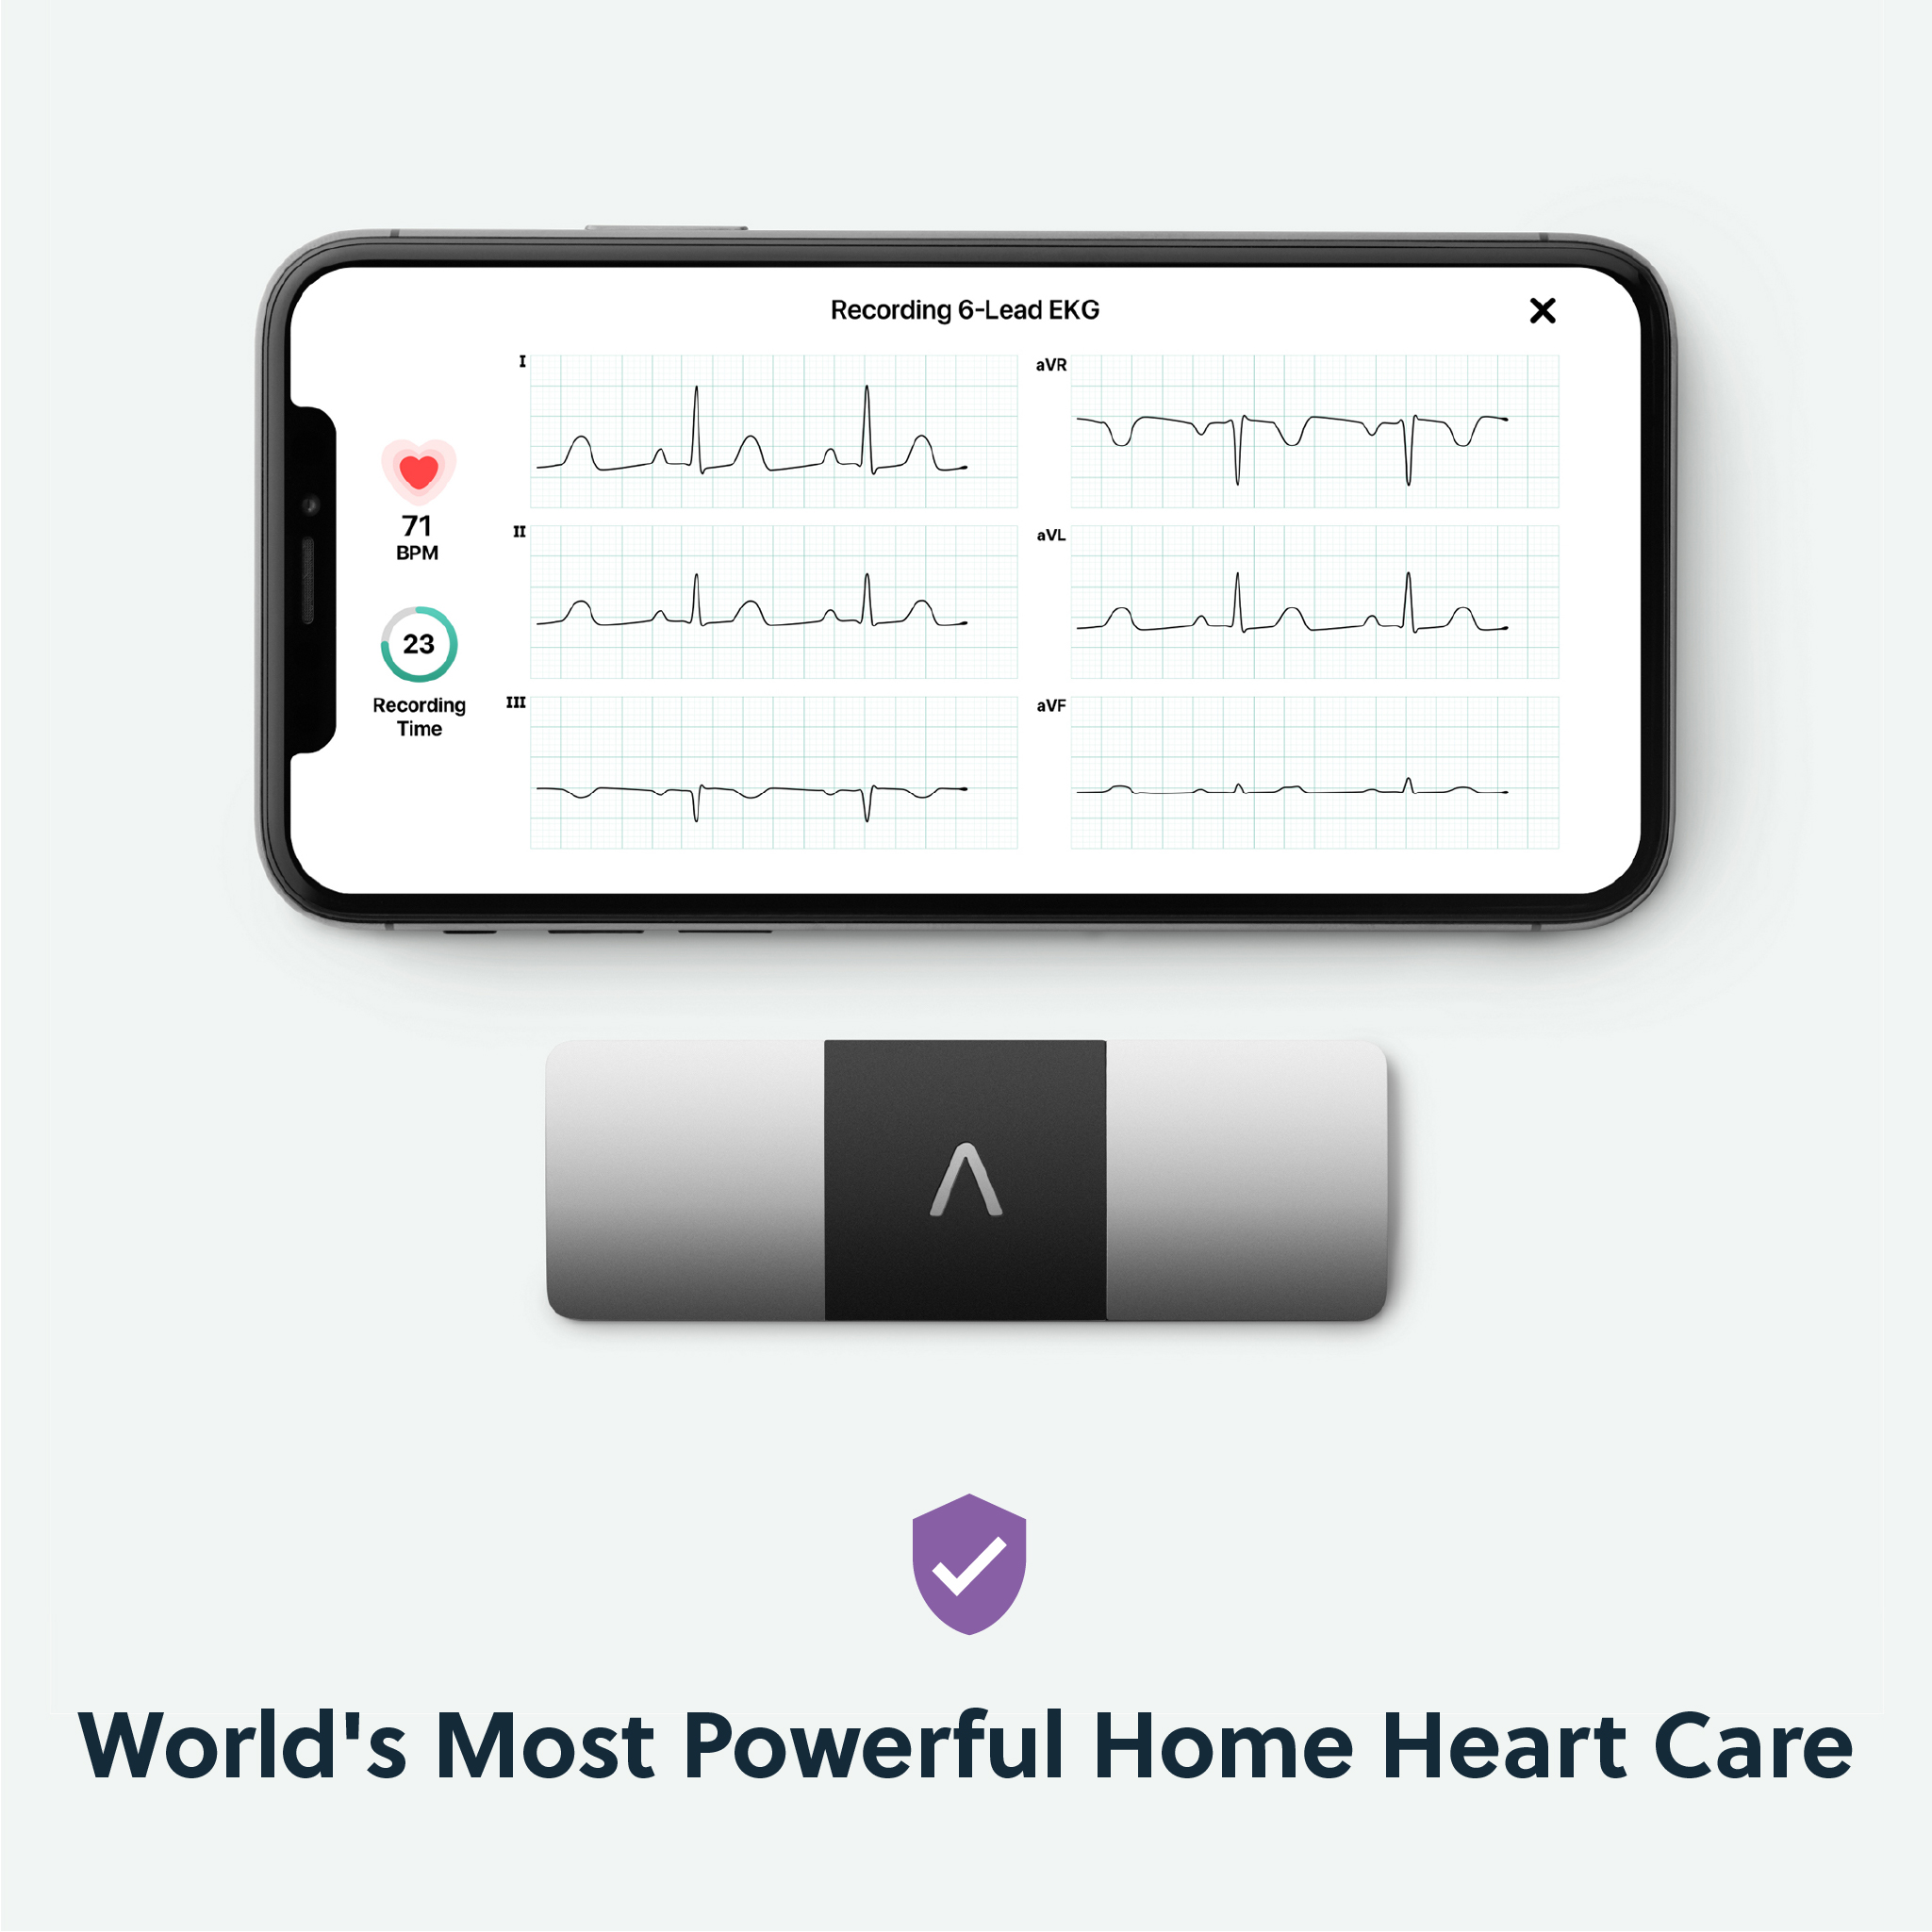 Recording 6-Lead EKG
I
aVR
71
BPM
II
aVL
23
Recording
Time
III
aVF
World's Most Powerful Home Heart Care